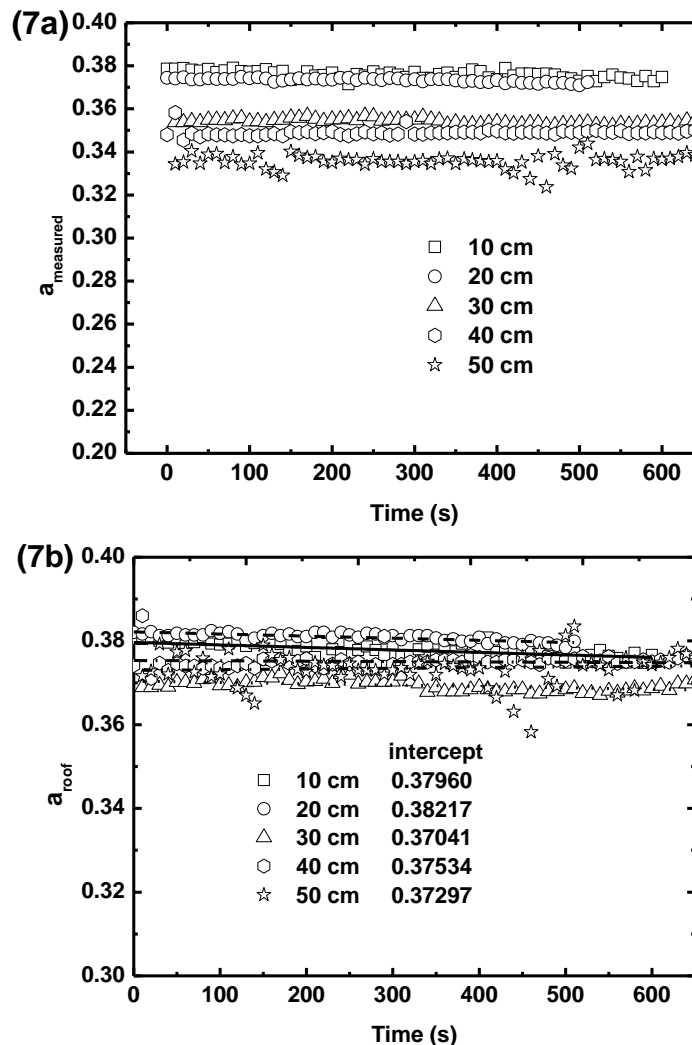 (7a)
0.40
0.38
0.36
0.34
0.32
0.30
0.28
0.26
0.24
0.22
0.20
a measured
10 cm
20 cm
30 cm
40 cm
50 cm
0 100 200 300 400 500 600
Time (s)
(7b)
0.40
0.38
0.36
0.34
0.32
0.30
a roof
intercept
10 cm 0.37960
20 cm 0.38217
30 cm 0.37041
40 cm 0.37534
50 cm 0.37297
0 100 200 300 400 500 600
Time (s)